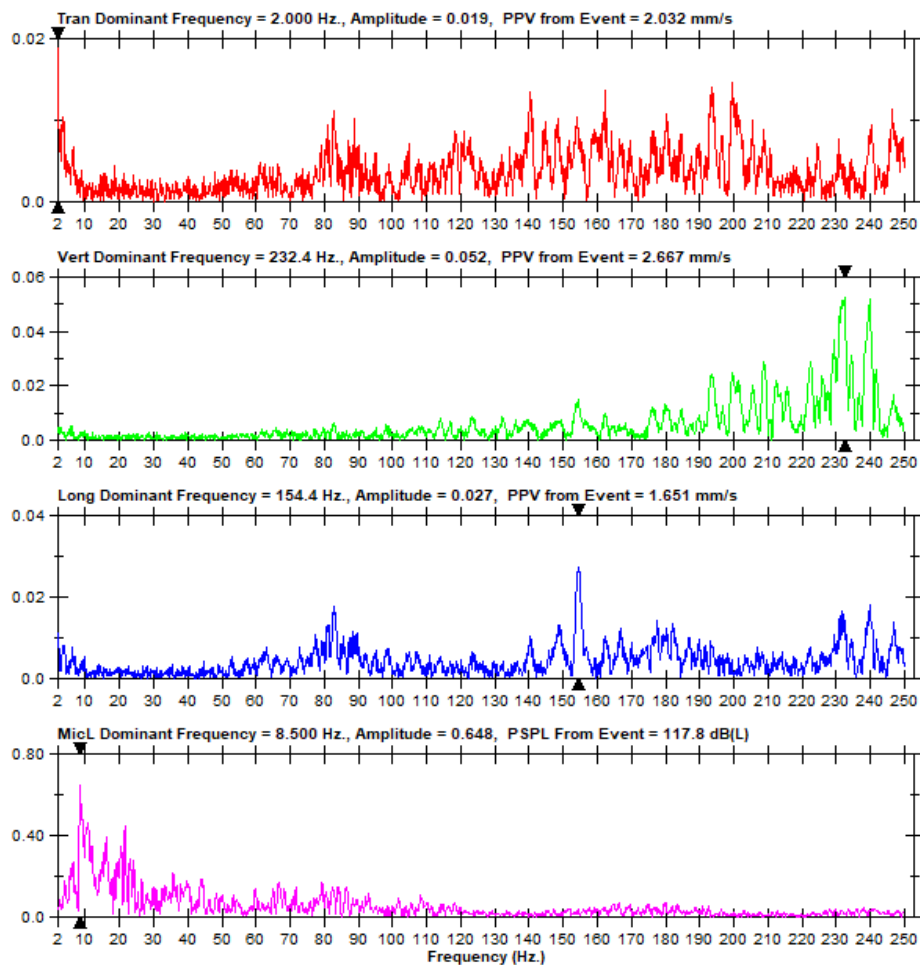 Tran Dominant Frequency = 2.000 Hz., Amplitude = 0.019, PPV from Event = 2.032 mm/s
0.02
0.0
2 10 20 30 40 50 60 70 80 90 100 110 120 130 140 150 160 170 180 190 200 210 220 230 240 250
Vert Dominant Frequency = 232.4 Hz., Amplitude = 0.052, PPV from Event = 2.667 mm/s
0.06
0.04
0.02
0.0
2 10 20 30 40 50 60 70 80 90 100 110 120 130 140 150 160 170 180 190 200 210 220 230 240 250
Long Dominant Frequency = 154.4 Hz., Amplitude = 0.027, PPV from Event = 1.651 mm/s
0.04
0.02
0.0
2 10 20 30 40 50 60 70 80 90 100 110 120 130 140 150 160 170 180 190 200 210 220 230 240 250
MicL Dominant Frequency = 8.500 Hz., Amplitude = 0.648, PSPL From Event = 117.8 dB(L)
0.80
0.40
0.0
2 10 20 30 40 50 60 70 80 90 100 110 120 130 140 150 160 170 180 190 200 210 220 230 240 250
Frequency (Hz.)